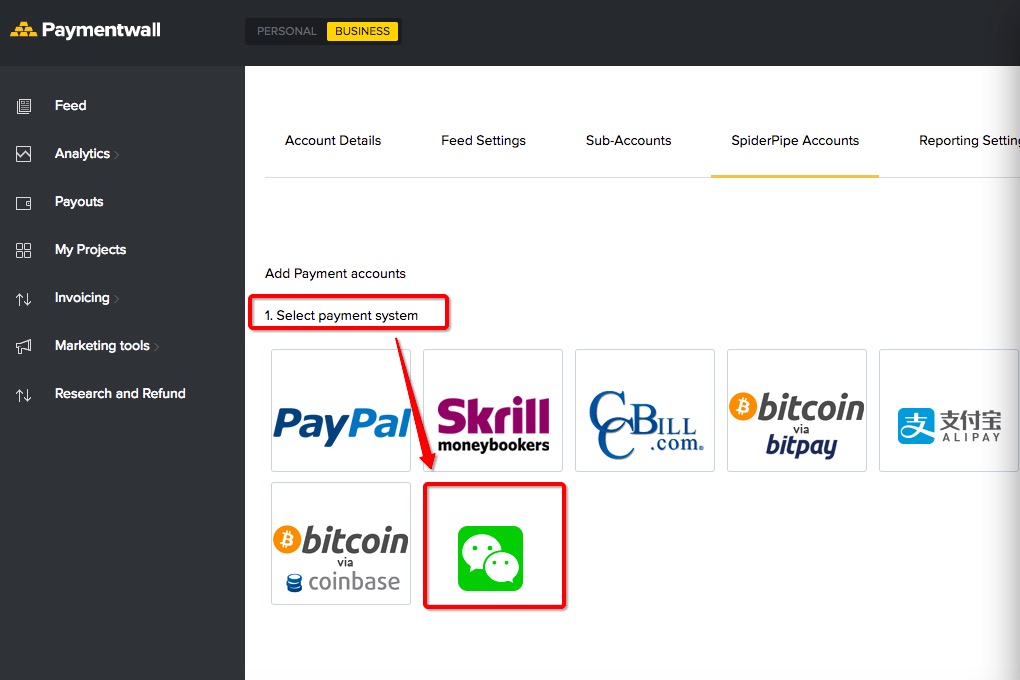 Paymentwall
PERSONAL BUSINESS
Feed
Analytics
Payouts
My Projects
Invoicing
Marketing tools
Research and Refund
Account Details Feed Settings Sub-Accounts SpiderPipe Accounts Reporting Settin
Add Payment accounts
1. Select payment system
PayPal
Skrill
moneybookers
CCBILL
.com®
bitcoin
via
bitpay
支付宝
ALIPAY
bitcoin
via
coinbase